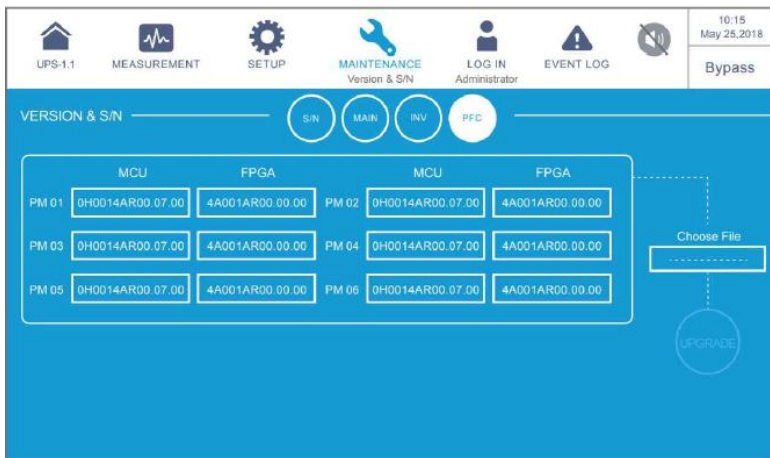 10:15
May 25,2018
UPS-1.1 MEASUREMENT SETUP MAINTENANCE LOG IN EVENT LOG
Version & S/N Administrator
Bypass
VERSION & S/N S/N MAIN INV PFC
MCU FPGA MCU FPGA
PM 01 0H0014AR00.07.00 4A001AR00.00.00 PM 02 0H0014AR00.07.00 4A001AR00.00.00
Choose File
PM 03 0H0014AR00.07.00 4A001AR00.00.00 PM 04 0H0014AR00.07.00 4A001AR00.00.00
PM 05 0H0014AR00.07.00 4A001AR00.00.00 PM 06 0H0014AR00.07.00 4A001AR00.00.00
UPGRADE